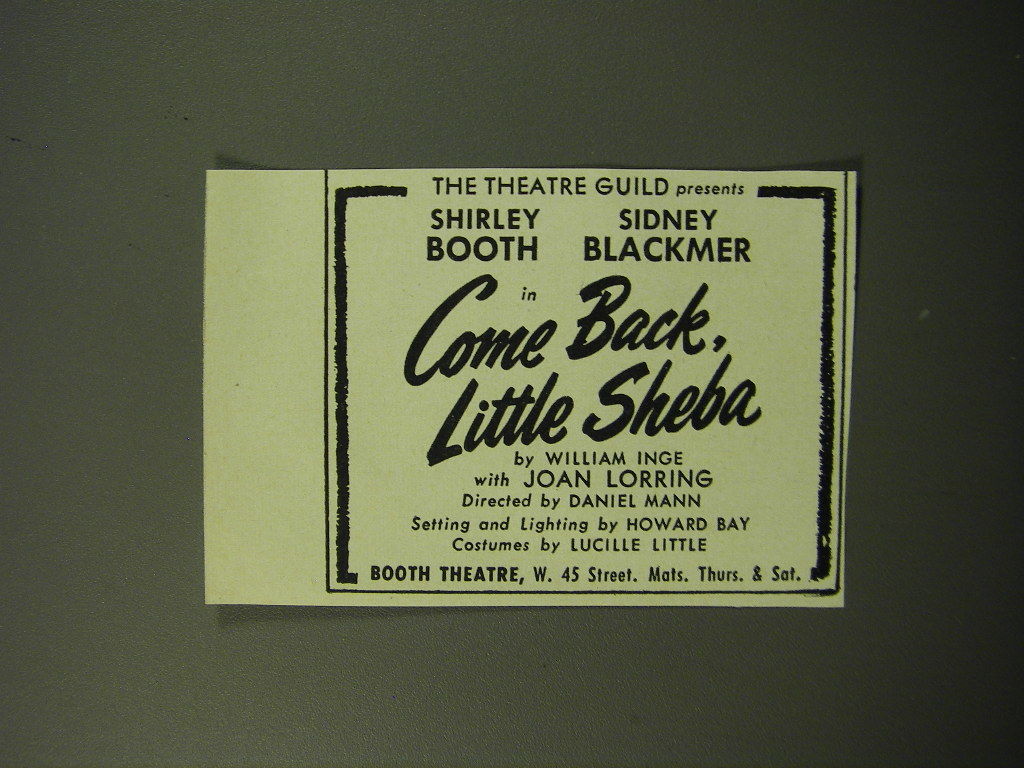 THE THEATRE GUILD presents
SHIRLEY BOOTH
SIDNEY BLACKMER
in
Come Back,
Little Sheba
by WILLIAM INGE
with JOAN LORRING
Directed by DANIEL MANN
Setting and Lighting by HOWARD BAY
Costumes by LUCILLE LITTLE
BOOTH THEATRE, W. 45 Street. Mats. Thurs. & Sat.